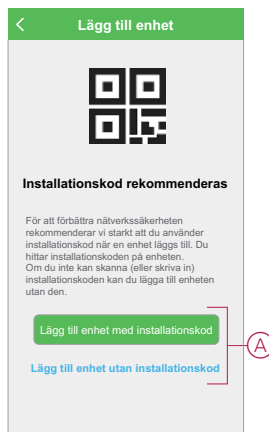 Lägg till enhet
Installationskod rekommenderas
För att förbättra nätverkssäkerheten
rekommenderar vi starkt att du använder
installationskod när en enhet läggs till. Du
hittar installationskoden på enheten.
Om du inte kan skanna (eller skriva in)
installationskoden kan du lägga till enheten
utan den.
Lägg till enhet med installationskod
A
Lägg till enhet utan installationskod